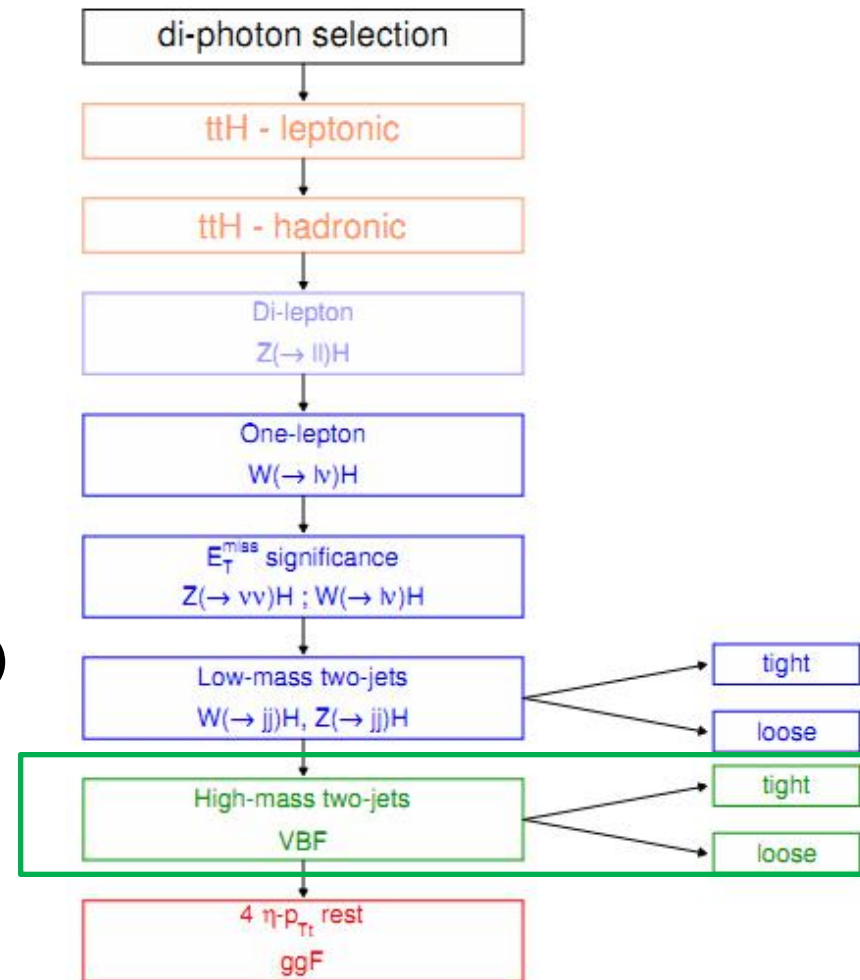 di-photon selection
ttH - leptonic
ttH - hadronic
Di-lepton
Z(→ ll)H
One-lepton
W(→ lν)H
E_T^miss significance
Z(→ νν)H ; W(→ lν)H
)
Low-mass two-jets
W(→ jj)H, Z(→ jj)H
tight
loose
High-mass two-jets
VBF
tight
loose
4 η-p_Tt rest
ggF